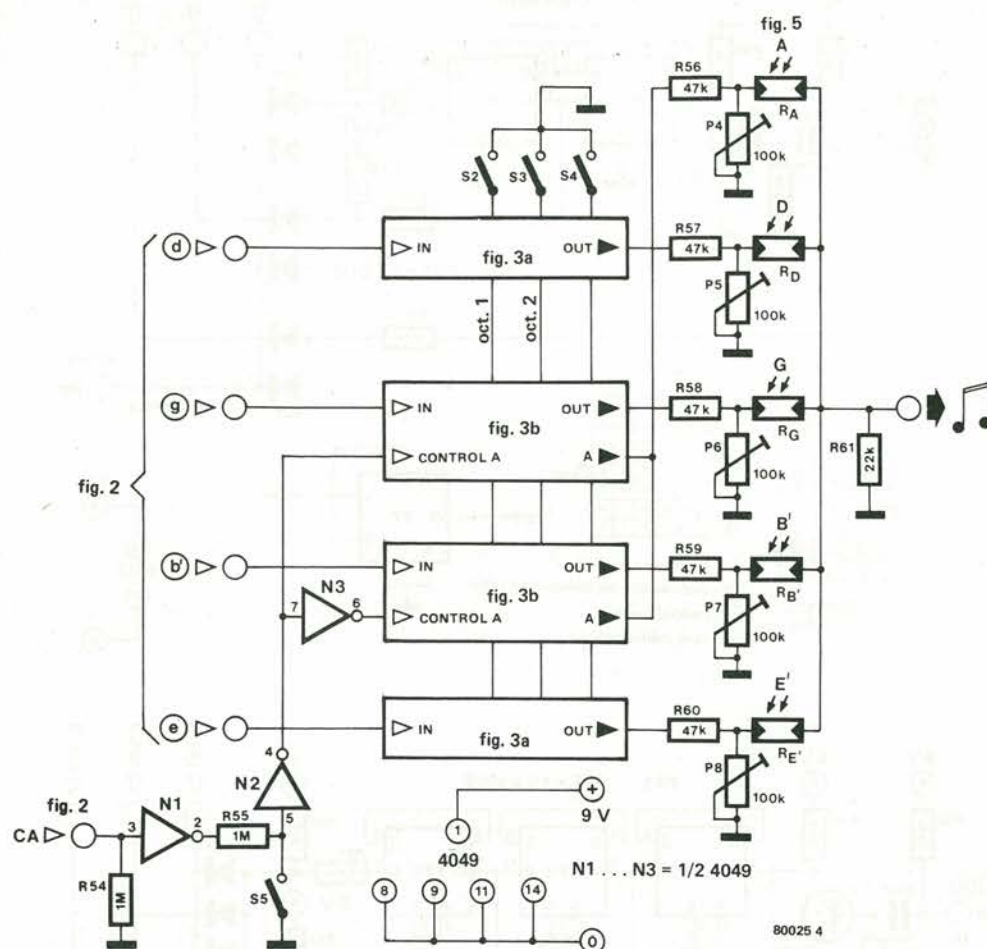 fig. 5
A
R56
47k
RA
P4
100k
S2
S3
S4
d
IN
fig. 3a
OUT
R57
47k
D
RD
P5
100k
oct. 1
oct. 2
g
IN
CONTROL A
fig. 3b
OUT
A
R58
47k
G
RG
P6
100k
R61
22k
fig. 2
b'
IN
CONTROL A
fig. 3b
OUT
A
N3
7
6
R59
47k
B'
RB'
P7
100k
e
IN
fig. 3a
OUT
R60
47k
E'
RE'
P8
100k
4
N2
5
fig. 2
CA
3
N1
2
R55
1M
R54
1M
S5
1
4049
+
9 V
8
9
11
14
0
N1 . . . N3 = 1/2 4049
80025 4